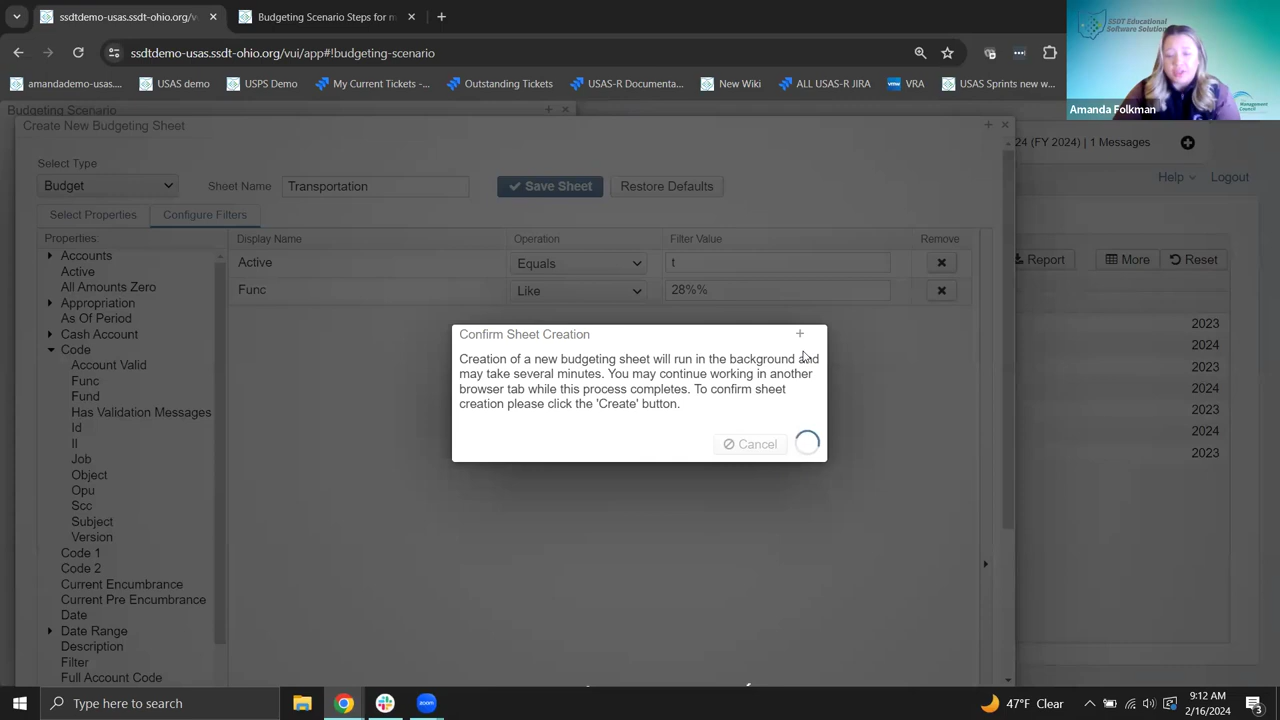 ssdtdemo-usas.ssdt-ohio.org/v
Budgeting Scenario Steps for m
ssdtdemo-usas.ssdt-ohio.org/vui/app#!budgeting-scenario
amandademo-usas....
USAS demo
USPS Demo
My Current Tickets -...
Outstanding Tickets
USAS-R Documenta...
New Wiki
ALL USAS-R JIRA
vmw
VRA
USAS Sprints new w...
SSDT Educational
Software Solution
Amanda Folkman
Management
Council
Budgeting Scenario
Create New Budgeting Sheet
24 (FY 2024) | 1 Messages
Help
Logout
Select Type
Budget
Sheet Name
Transportation
Save Sheet
Restore Defaults
Select Properties
Configure Filters
Properties
Display Name
Operation
Filter Value
Remove
Accounts
Active
All Amounts Zero
Appropriation
As Of Period
Cash Account
Code
Account Valid
Func
Fund
Has Validation Messages
Id
Il
Job
Object
Opu
Scc
Subject
Version
Code 1
Code 2
Current Encumbrance
Current Pre Encumbrance
Date
Date Range
Description
Filter
Full Account Code
Active
Equals
t
Func
Like
28%%
Report
More
Reset
2023
2024
2023
2024
2023
2024
2023
Confirm Sheet Creation
Creation of a new budgeting sheet will run in the background and
may take several minutes. You may continue working in another
browser tab while this process completes. To confirm sheet
creation please click the 'Create' button.
Cancel
Type here to search
zoom
47°F Clear
9:12 AM
2/16/2024
3